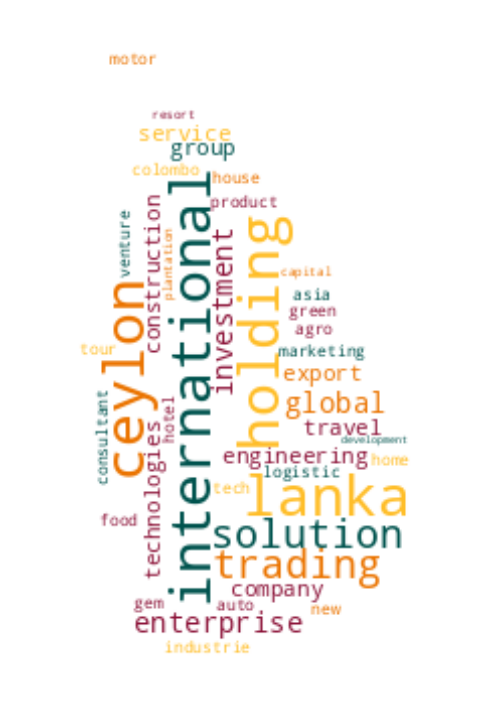 motor
resort
service
group
colombo
house
product
international
construction
venture
plantation
investment
holding
capital
asia
green
agro
ceylon
tour
marketing
export
global
travel
development
consultant
hotel
technologies
engineering
home
logistic
tech
lanka
food
solution
trading
company
gem
auto
new
enterprise
industrie